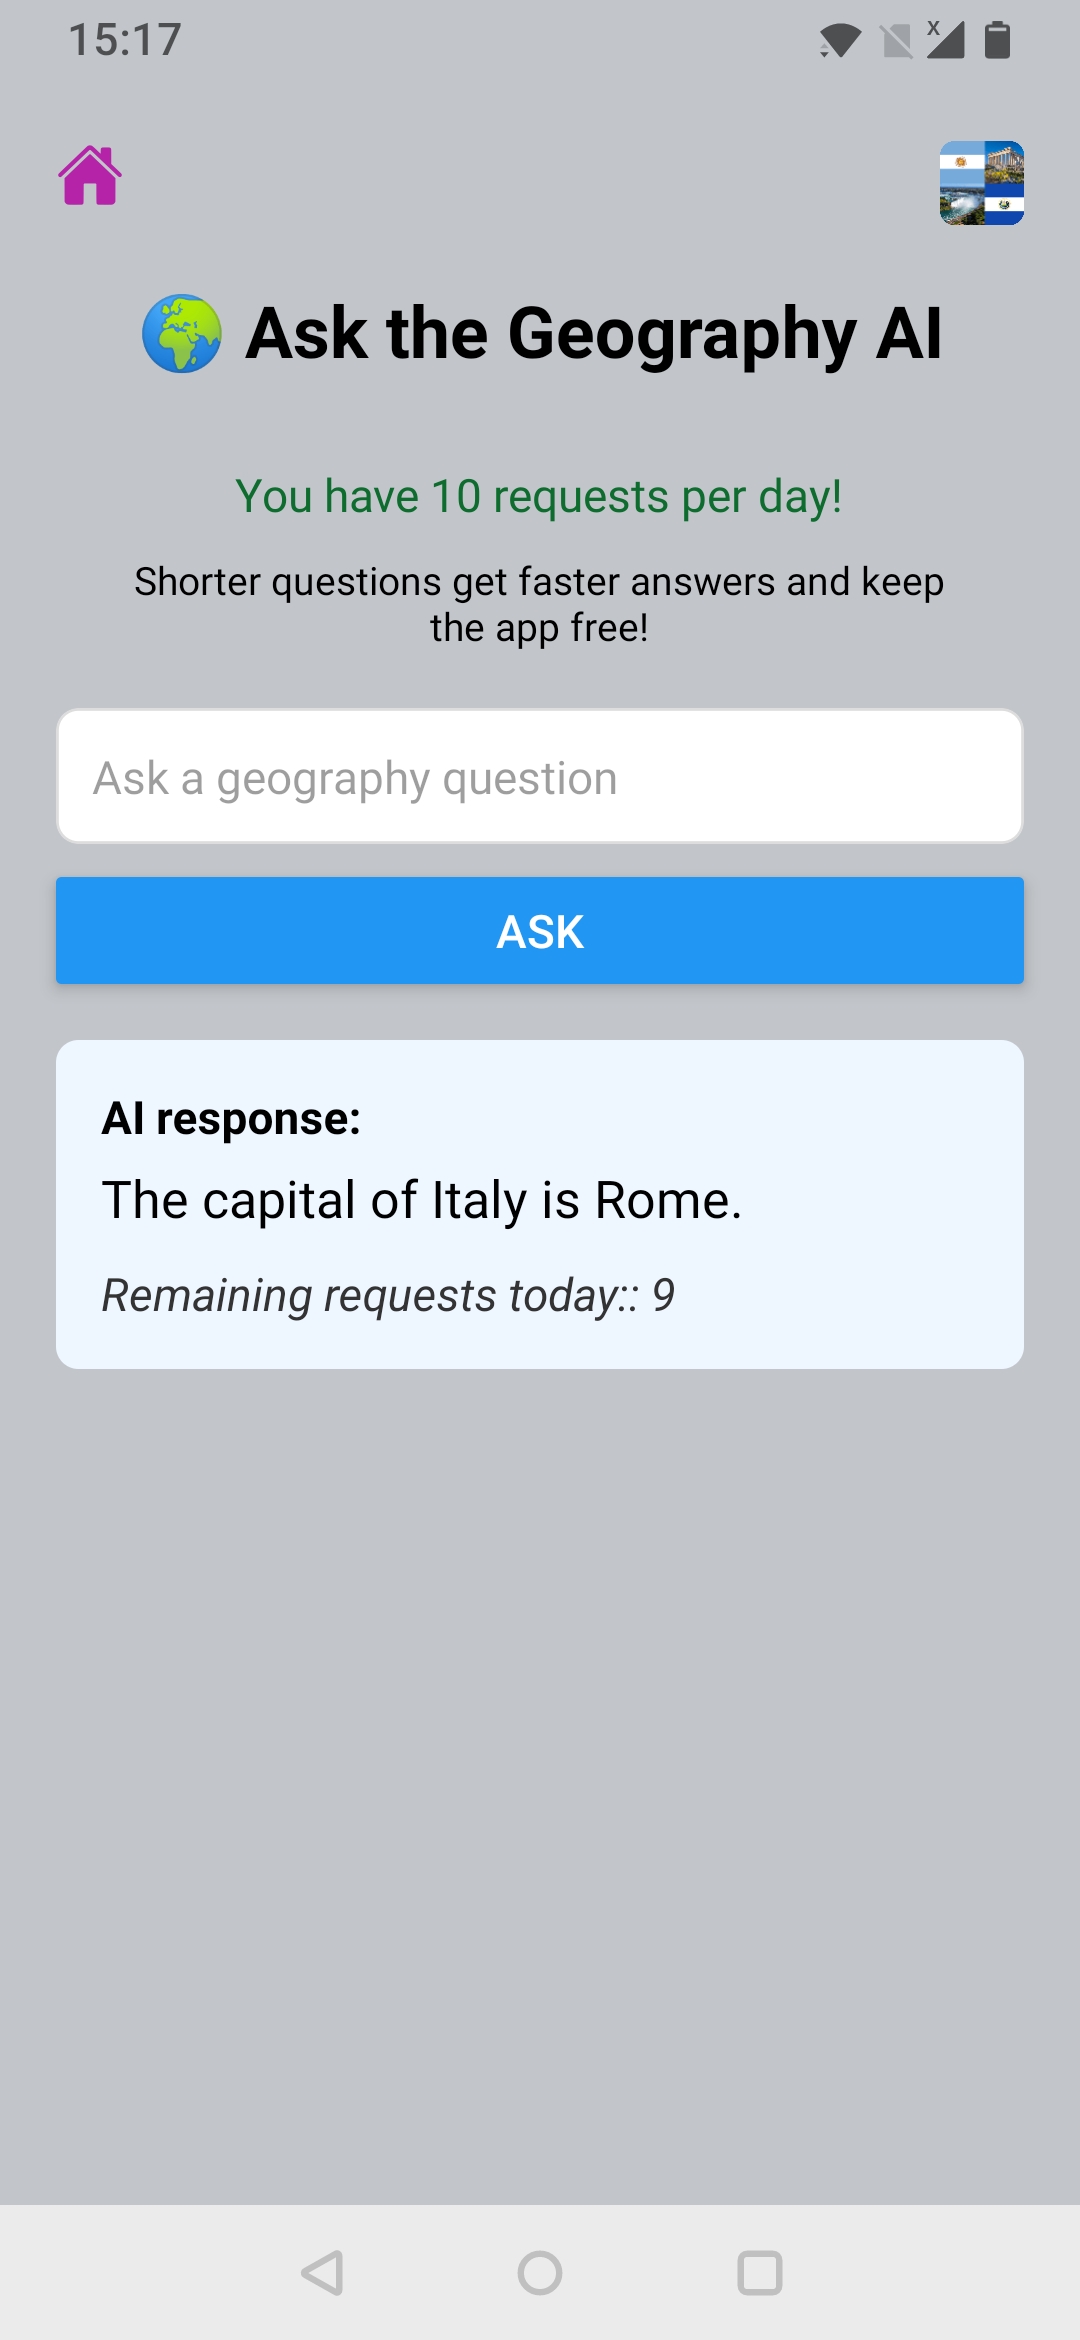 15:17
X
Ask the Geography AI
You have 10 requests per day!
Shorter questions get faster answers and keep
the app free!
Ask a geography question
ASK
AI response:
The capital of Italy is Rome.
Remaining requests today:: 9